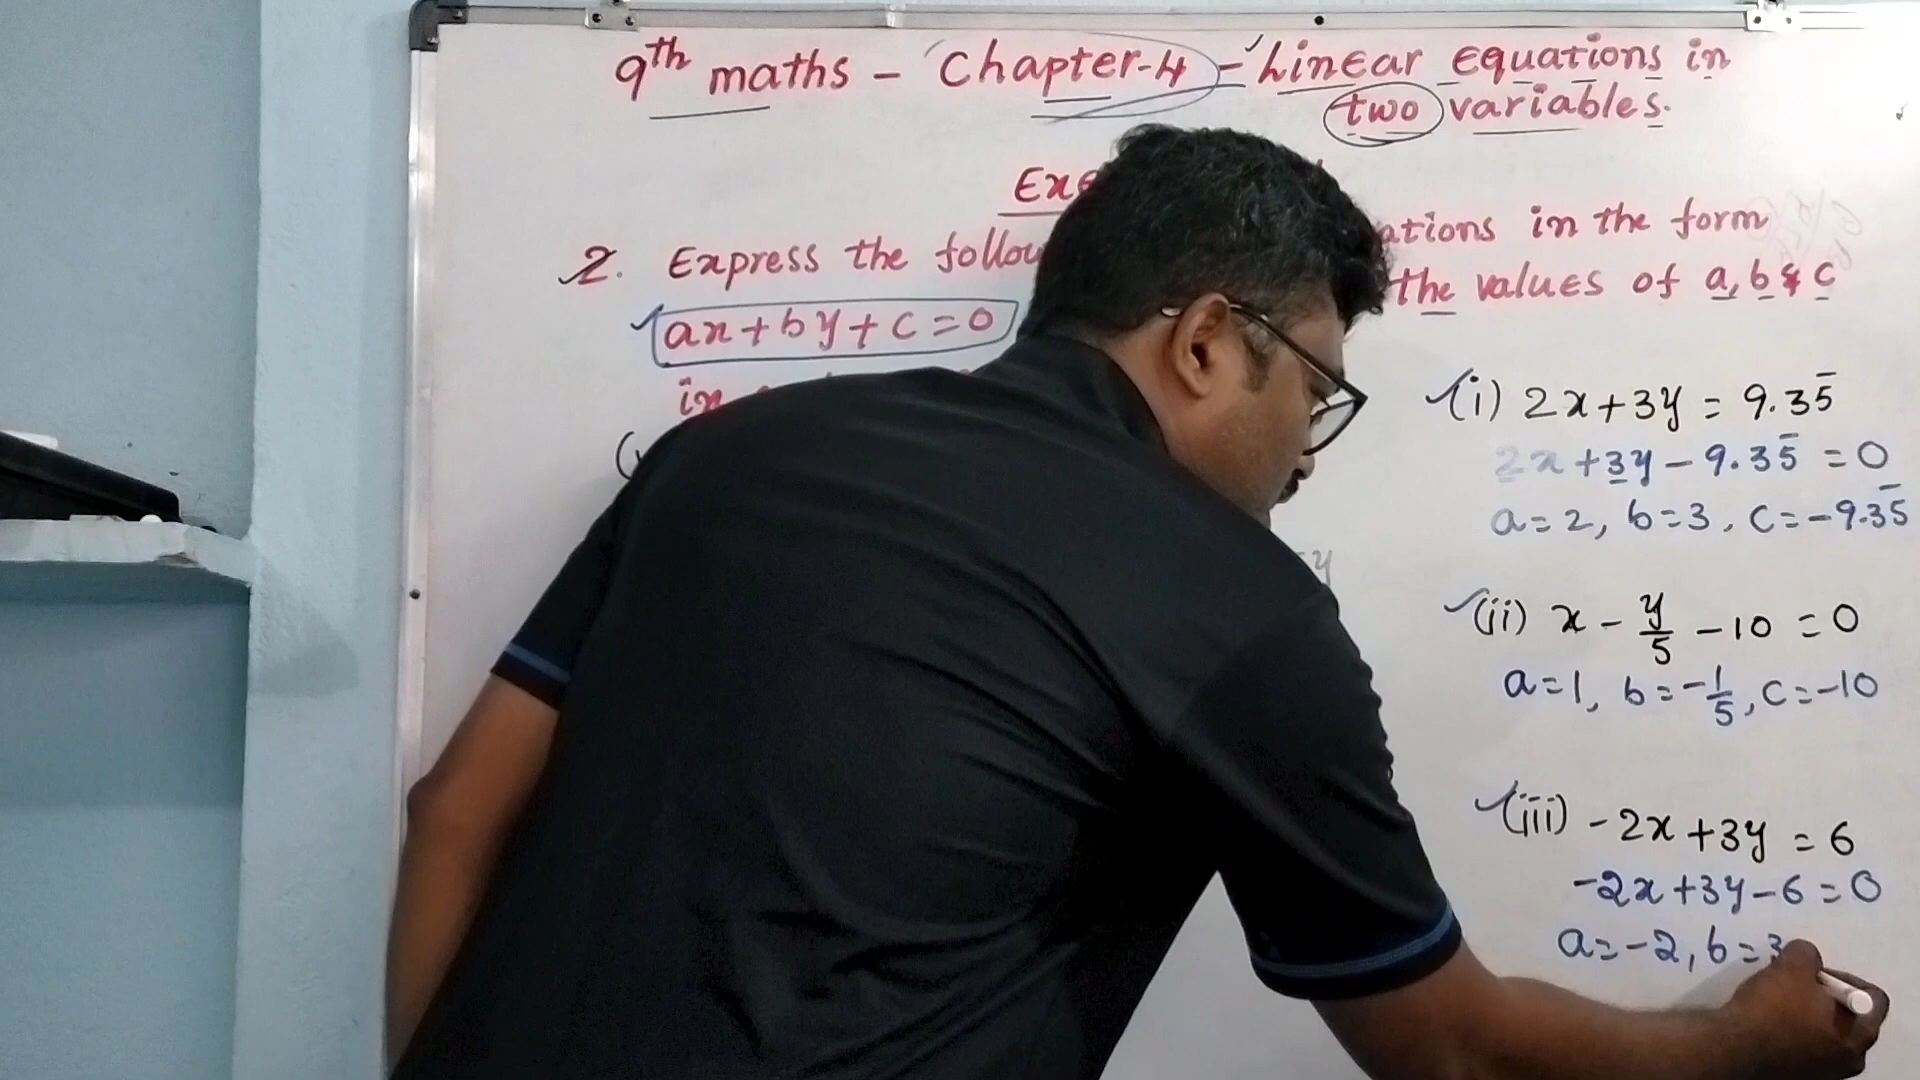 9th maths - Chapter-4 - Linear Equations in
two variables.
2. Express the ations in the form
ax+by+c=0 the values of a, b & c
in
(i) 2x+3y = 9.35̅
2x+3y-9.35̅ =0
a=2, b=3, c=-9.35̅
(ii) x - y/5 - 10 = 0
a=1, b=-1/5, c=-10
(iii) -2x+3y = 6
-2x+3y-6=0
a=-2, b=3